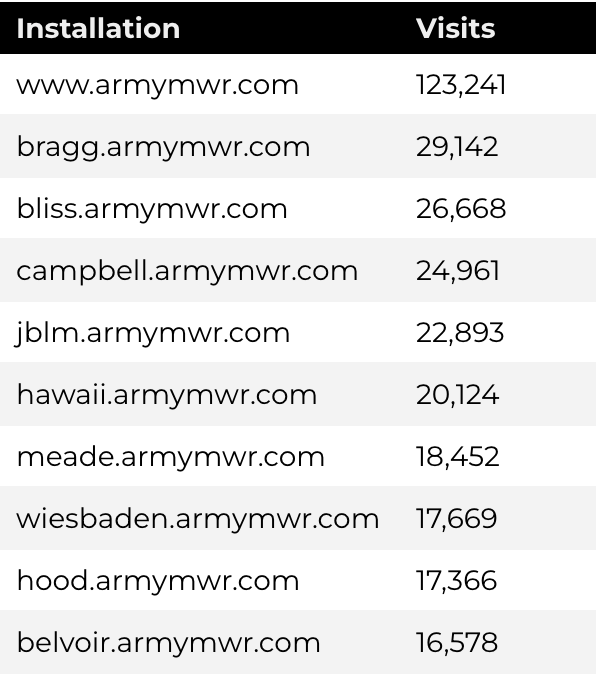 Installation Visits
www.armymwr.com 123,241
bragg.armymwr.com 29,142
bliss.armymwr.com 26,668
campbell.armymwr.com 24,961
jblm.armymwr.com 22,893
hawaii.armymwr.com 20,124
meade.armymwr.com 18,452
wiesbaden.armymwr.com 17,669
hood.armymwr.com 17,366
belvoir.armymwr.com 16,578